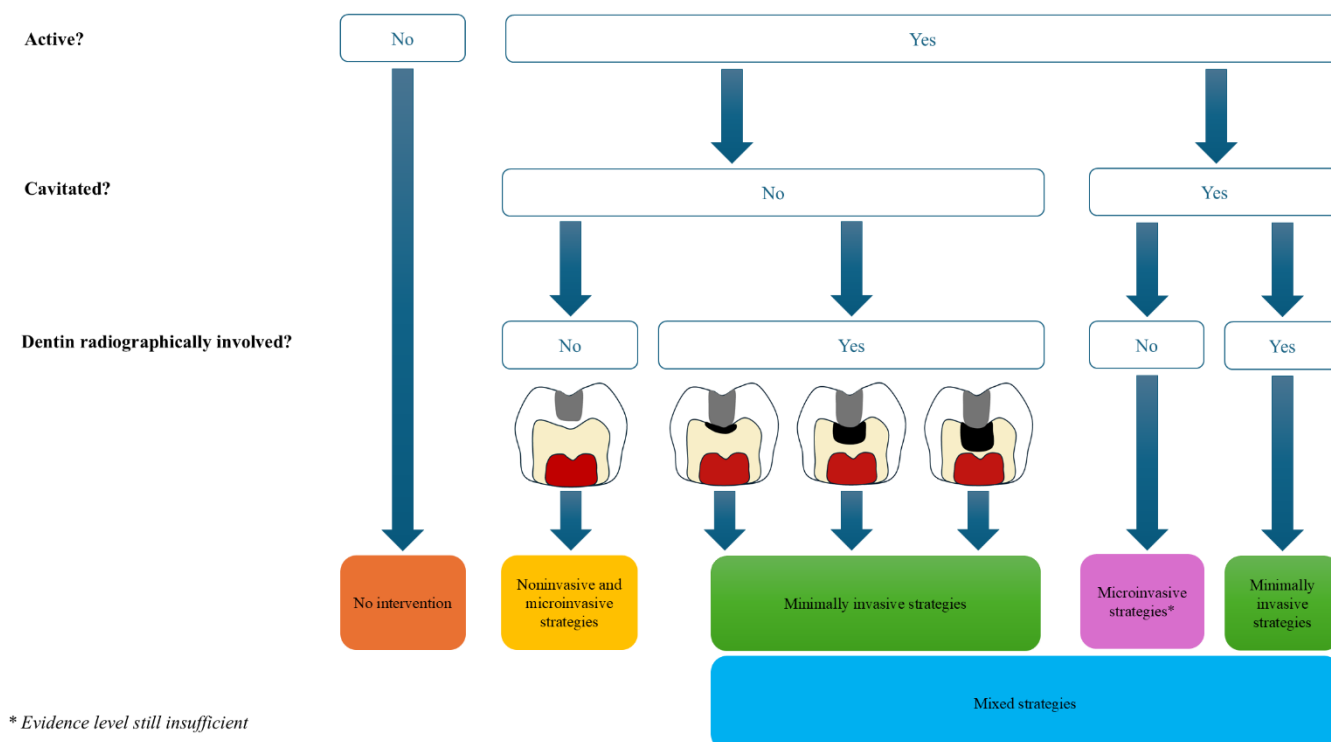 Active?
No
Yes
Cavitated?
No
Yes
Dentin radiographically involved?
No
Yes
No
Yes
No intervention
Noninvasive and
microinvasive
strategies
Minimally invasive strategies
Microinvasive
strategies*
Minimally
invasive
strategies
Mixed strategies
* Evidence level still insufficient